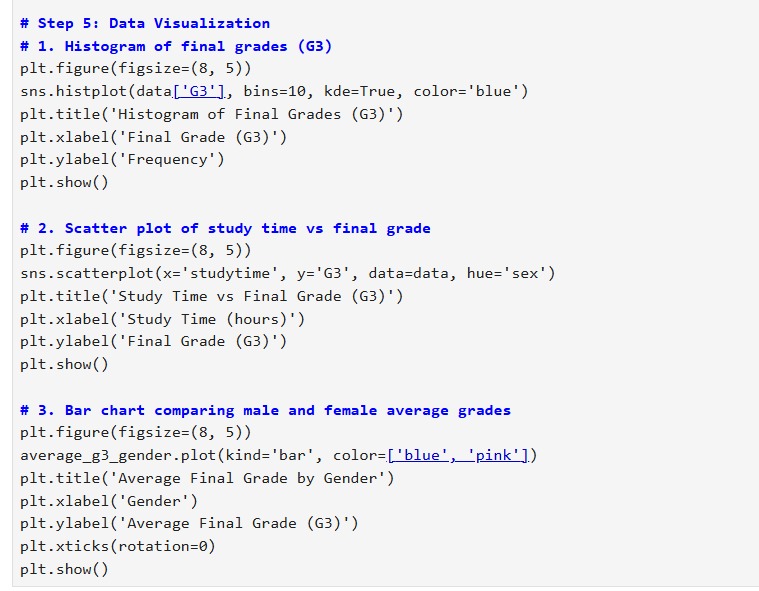 # Step 5: Data Visualization
# 1. Histogram of final grades (G3)
plt.figure(figsize=(8, 5))
sns.histplot(data['G3'], bins=10, kde=True, color='blue')
plt.title('Histogram of Final Grades (G3)')
plt.xlabel('Final Grade (G3)')
plt.ylabel('Frequency')
plt.show()
# 2. Scatter plot of study time vs final grade
plt.figure(figsize=(8, 5))
sns.scatterplot(x='studytime', y='G3', data=data, hue='sex')
plt.title('Study Time vs Final Grade (G3)')
plt.xlabel('Study Time (hours)')
plt.ylabel('Final Grade (G3)')
plt.show()
# 3. Bar chart comparing male and female average grades
plt.figure(figsize=(8, 5))
average_g3_gender.plot(kind='bar', color=['blue', 'pink'])
plt.title('Average Final Grade by Gender')
plt.xlabel('Gender')
plt.ylabel('Average Final Grade (G3)')
plt.xticks(rotation=0)
plt.show()